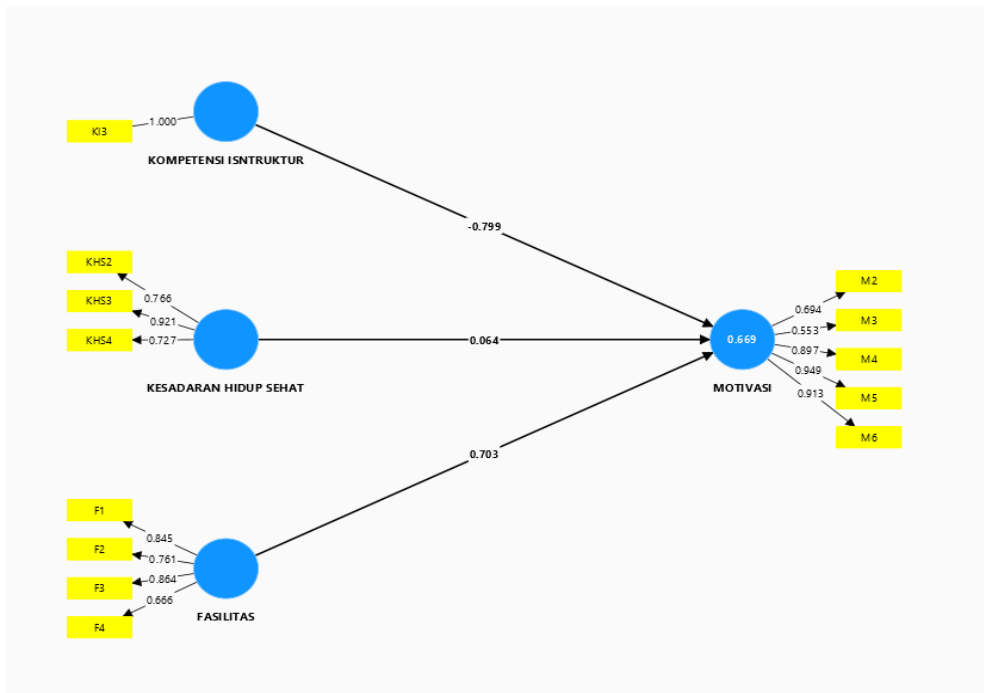 KI3
1.000
KOMPETENSI ISNTRUKTUR
-0.799
KHS2
KHS3
KHS4
0.766
0.921
0.727
KESADARAN HIDUP SEHAT
0.064
0.669
MOTIVASI
M2
M3
M4
M5
M6
0.694
0.553
0.897
0.949
0.913
0.703
F1
F2
F3
F4
0.845
0.761
0.864
0.666
FASILITAS